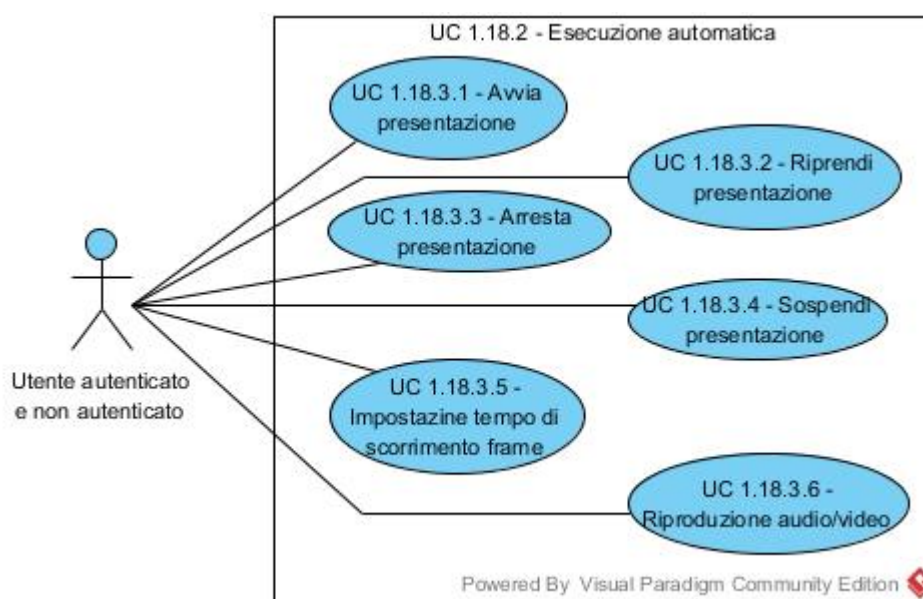 UC 1.18.2 - Esecuzione automatica
UC 1.18.3.1 - Avvia
presentazione
UC 1.18.3.2 - Riprendi
presentazione
UC 1.18.3.3 - Arresta
presentazione
UC 1.18.3.4 - Sospendi
presentazione
Utente autenticato
e non autenticato
UC 1.18.3.5 -
Impostazine tempo di
scorrimento frame
UC 1.18.3.6 -
Riproduzione audio/video
Powered By Visual Paradigm Community Edition